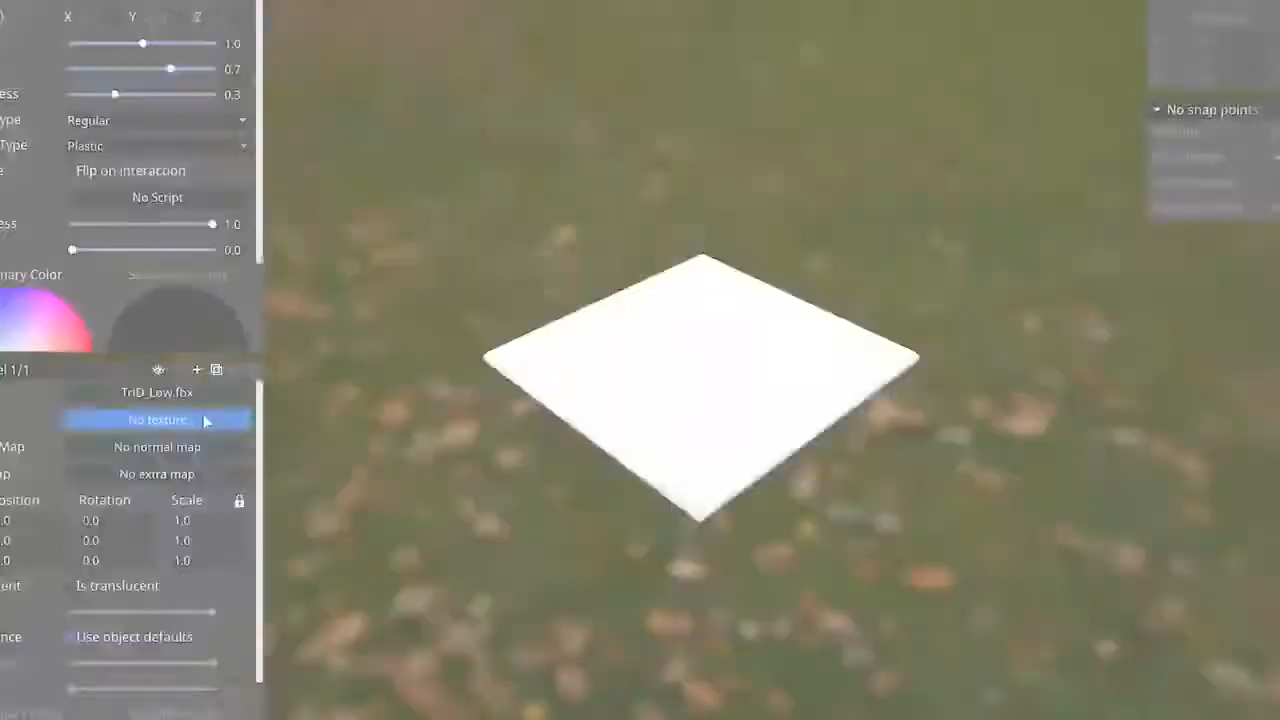 X Y Z
1.0
0.7
ess 0.3
ype Regular
Type Plastic
e Flip on interaction
No Script
ess 1.0
0.0
nary Color
el 1/1
TriD_Low.fbx
No texture
Map No normal map
ap No extra map
osition Rotation Scale
.0 0.0 1.0
.0 0.0 1.0
.0 0.0 1.0
ent Is translucent
nce Use object defaults
No snap points